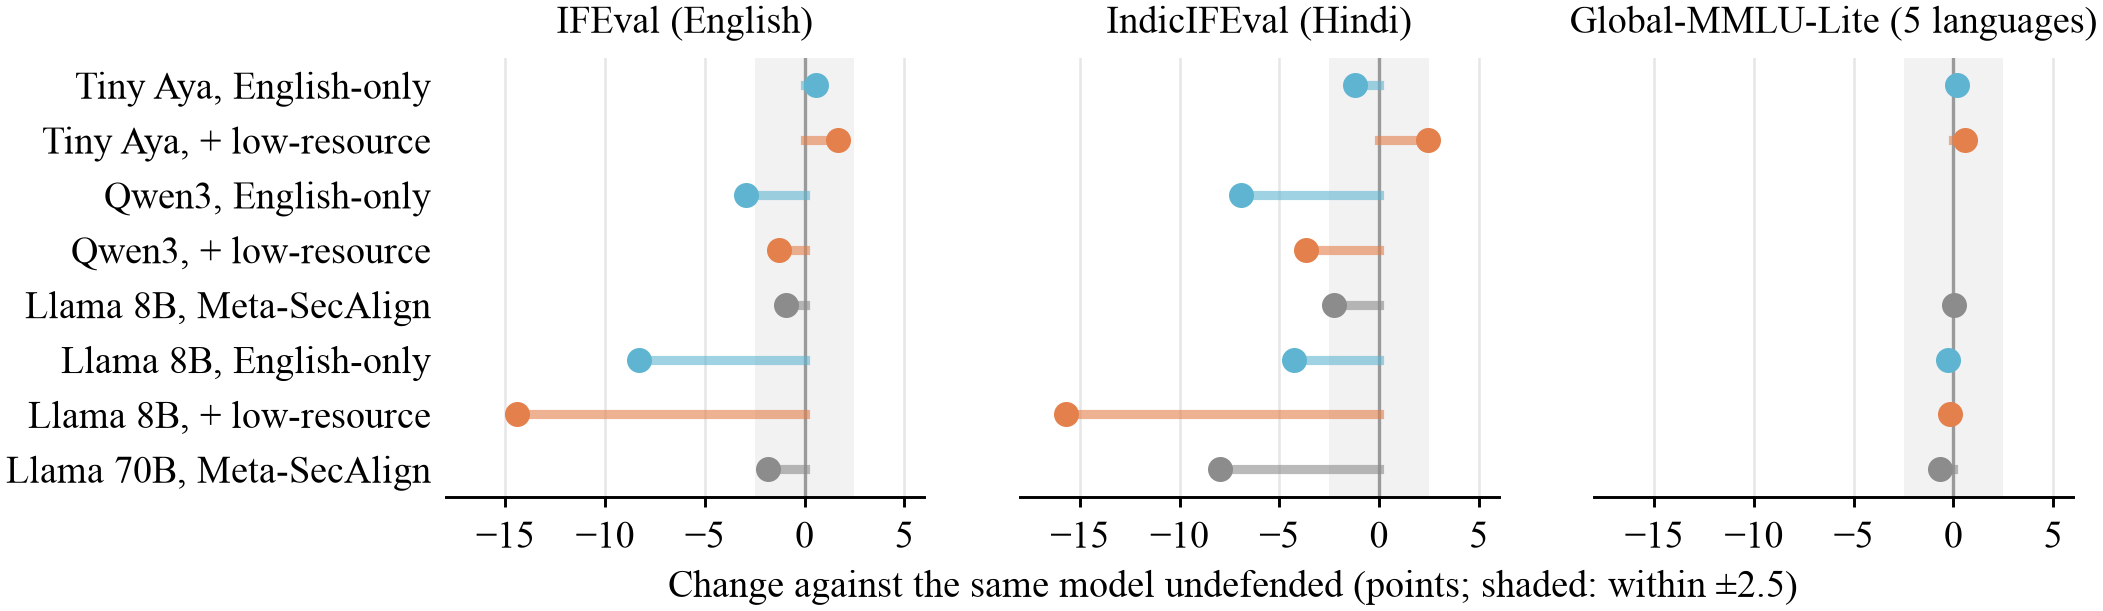 IFEval (English)
IndicIFEval (Hindi)
Global-MMLU-Lite (5 languages)
Tiny Aya, English-only
Tiny Aya, + low-resource
Qwen3, English-only
Qwen3, + low-resource
Llama 8B, Meta-SecAlign
Llama 8B, English-only
Llama 8B, + low-resource
Llama 70B, Meta-SecAlign
−15 −10 −5 0 5
−15 −10 −5 0 5
−15 −10 −5 0 5
Change against the same model undefended (points; shaded: within ±2.5)